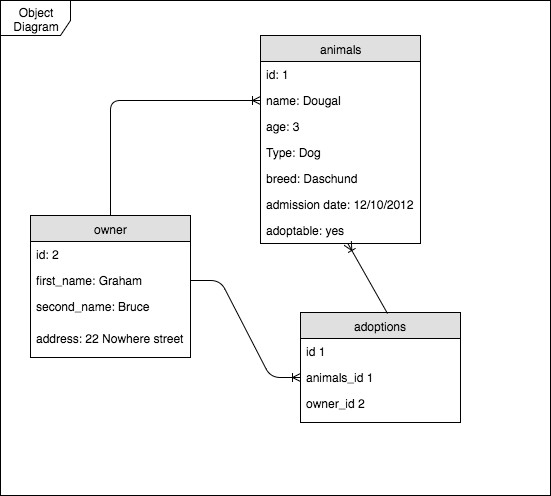 Object
Diagram
animals
id: 1
name: Dougal
age: 3
Type: Dog
breed: Daschund
admission date: 12/10/2012
adoptable: yes
owner
id: 2
first_name: Graham
second_name: Bruce
address: 22 Nowhere street
adoptions
id 1
animals_id 1
owner_id 2